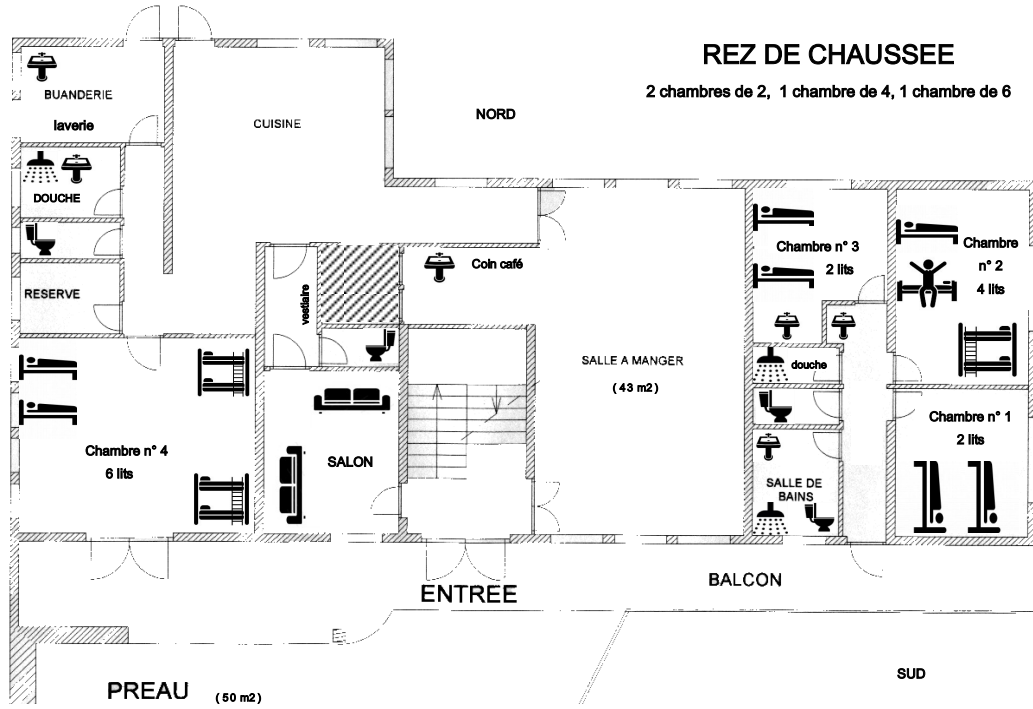 REZ DE CHAUSSEE
2 chambres de 2, 1 chambre de 4, 1 chambre de 6
BUANDERIE
laverie
CUISINE
NORD
DOUCHE
RESERVE
vestiaire
Coin café
Chambre n° 3
2 lits
Chambre
n° 2
4 lits
SALLE A MANGER
( 43 m2 )
douche
Chambre n° 1
2 lits
Chambre n° 4
6 lits
SALON
SALLE DE
BAINS
ENTREE
BALCON
PREAU
( 50 m2 )
SUD